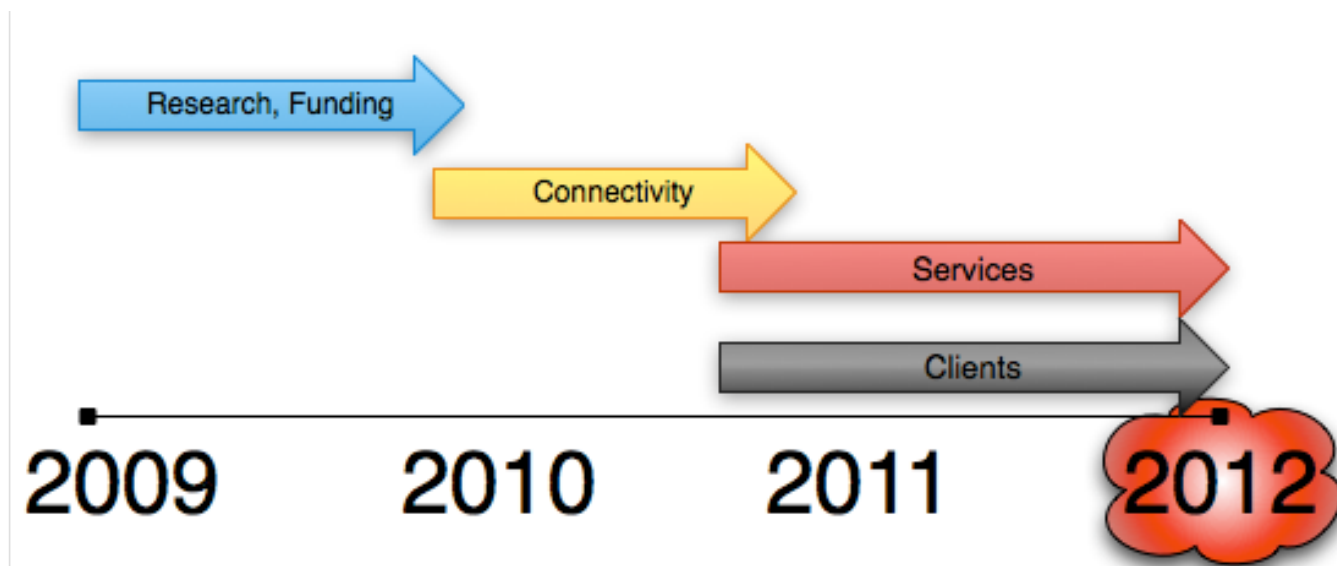 Research, Funding
Connectivity
Services
Clients
2009 2010 2011 2012